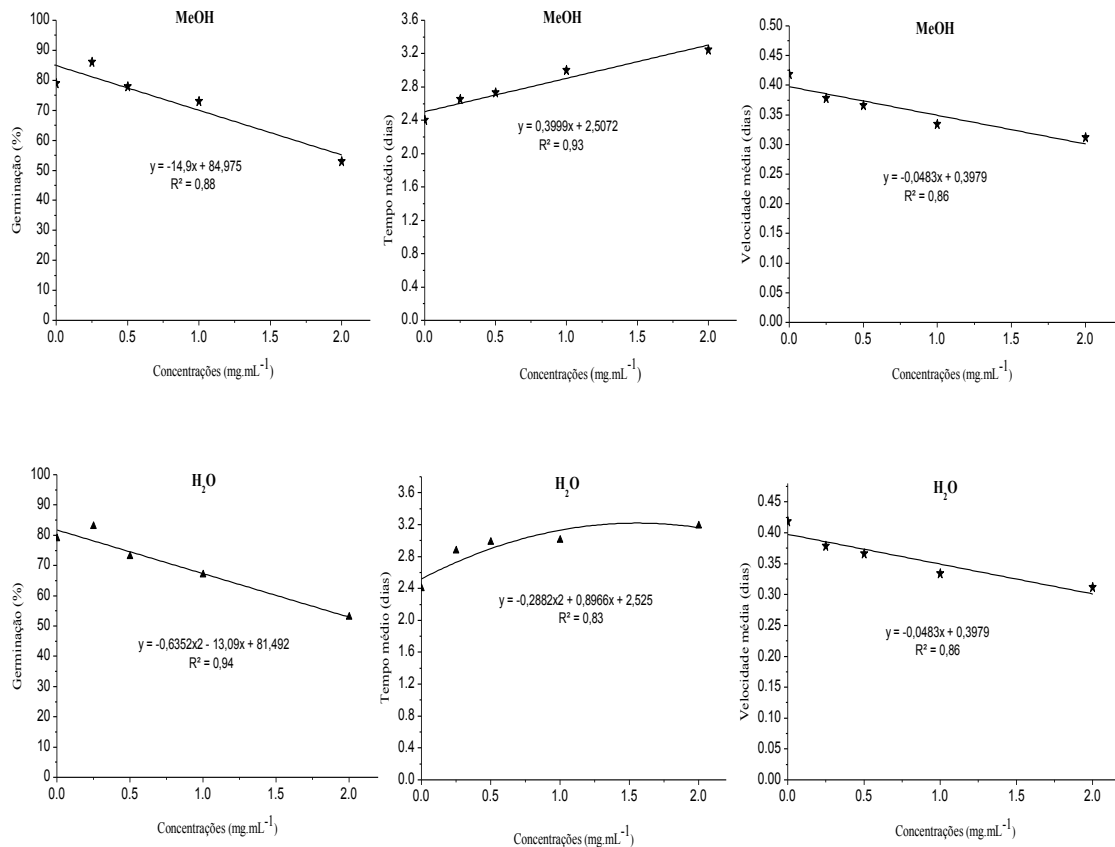 MeOH
100
90
80
70
60
50
40
30
20
10
0
Germinação (%)
y = -14,9x + 84,975
R² = 0,88
0.0 0.5 1.0 1.5 2.0
Concentrações (mg.mL⁻¹)
MeOH
3.6
3.2
2.8
2.4
2.0
1.6
1.2
0.8
0.4
0.0
Tempo médio (dias)
y = 0,3999x + 2,5072
R² = 0,93
0.0 0.5 1.0 1.5 2.0
Concentrações (mg.mL⁻¹)
MeOH
0.50
0.45
0.40
0.35
0.30
0.25
0.20
0.15
0.10
0.05
0.00
Velocidade média (dias)
y = -0,0483x + 0,3979
R² = 0,86
0.0 0.5 1.0 1.5 2.0
Concentrações (mg.mL⁻¹)
H₂O
100
90
80
70
60
50
40
30
20
10
0
Germinação (%)
y = -0,6352x2 - 13,09x + 81,492
R² = 0,94
0.0 0.5 1.0 1.5 2.0
Concentrações (mg.mL⁻¹)
H₂O
3.6
3.2
2.8
2.4
2.0
1.6
1.2
0.8
0.4
0.0
Tempo médio (dias)
y = -0,2882x2 + 0,8966x + 2,525
R² = 0,83
0.0 0.5 1.0 1.5 2.0
Concentrações (mg.mL⁻¹)
H₂O
0.45
0.40
0.35
0.30
0.25
0.20
0.15
0.10
0.05
0.00
Velocidade média (dias)
y = -0,0483x + 0,3979
R² = 0,86
0.0 0.5 1.0 1.5 2.0
Concentrações (mg.mL⁻¹)